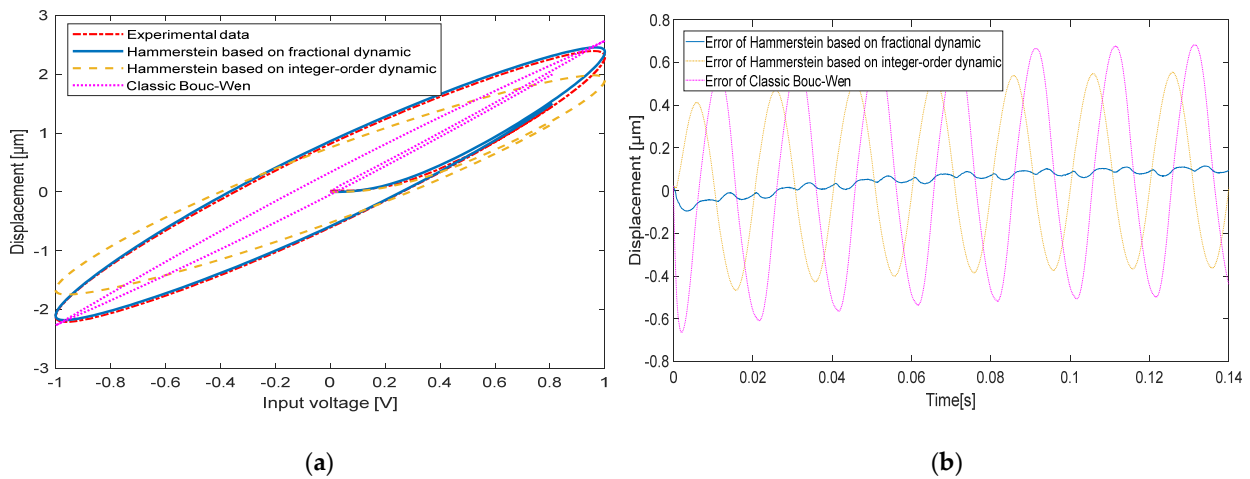 3
2
1
0
-1
-2
-3
Displacement [µm]
Experimental data
Hammerstein based on fractional dynamic
Hammerstein based on integer-order dynamic
Classic Bouc-Wen
-1 -0.8 -0.6 -0.4 -0.2 0 0.2 0.4 0.6 0.8 1
Input voltage [V]
(a)
0.8
0.6
0.4
0.2
0
-0.2
-0.4
-0.6
-0.8
Displacement [µm]
Error of Hammerstein based on fractional dynamic
Error of Hammerstein based on integer-order dynamic
Error of Classic Bouc-Wen
0 0.02 0.04 0.06 0.08 0.1 0.12 0.14
Time[s]
(b)